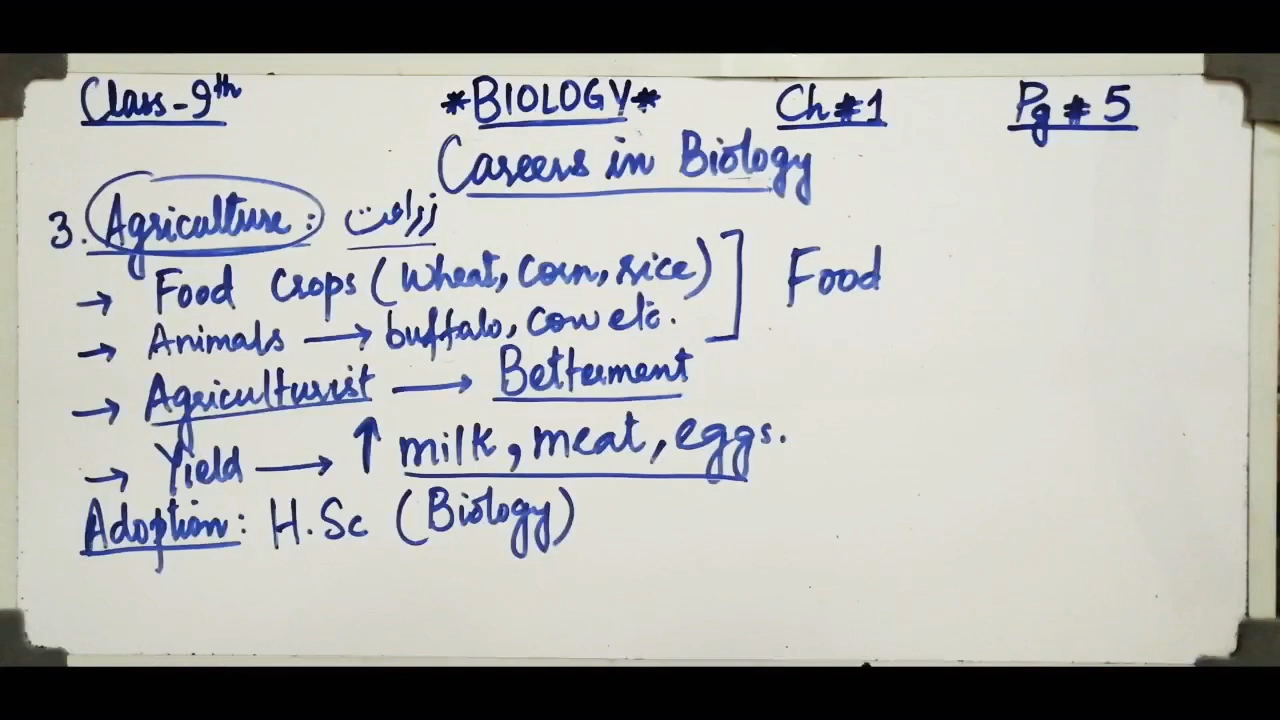 Class-9th *BIOLOGY* Ch#1 Pg # 5
Careers in Biology
3. Agriculture: زراعت
→ Food Crops (Wheat, Corn, rice) ] Food
→ Animals → buffalo, cow etc.
→ Agriculturist → Betterment
→ Yield → ↑ milk, meat, eggs.
Adoption: H.Sc (Biology)